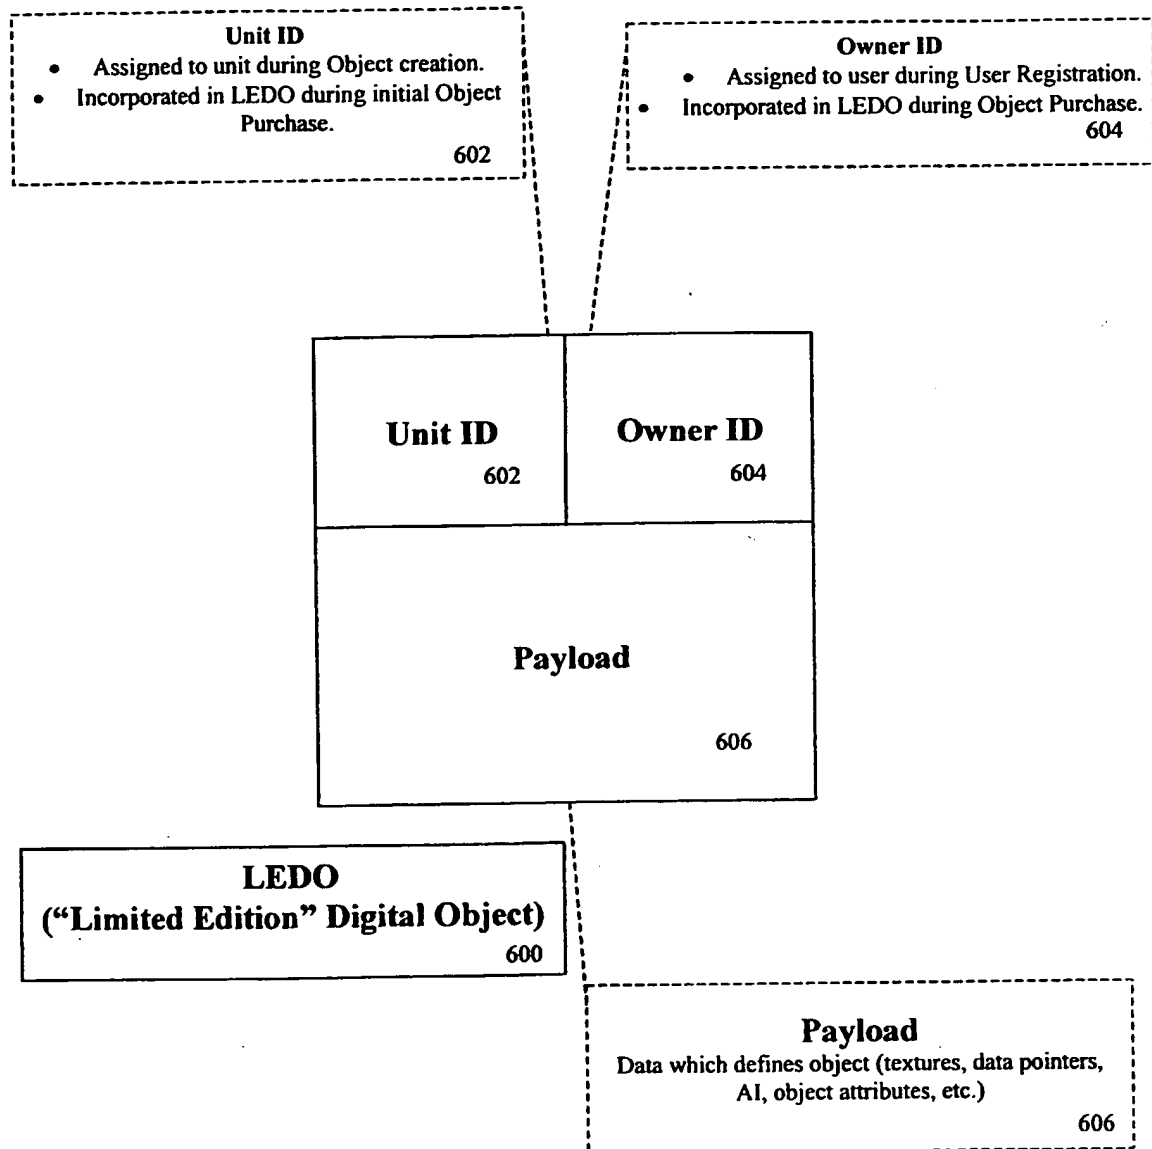 Unit ID
• Assigned to unit during Object creation.
• Incorporated in LEDO during initial Object
Purchase.
602
Owner ID
• Assigned to user during User Registration.
• Incorporated in LEDO during Object Purchase.
604
Unit ID
602
Owner ID
604
Payload
606
LEDO
(“Limited Edition” Digital Object)
600
Payload
Data which defines object (textures, data pointers,
AI, object attributes, etc.)
606